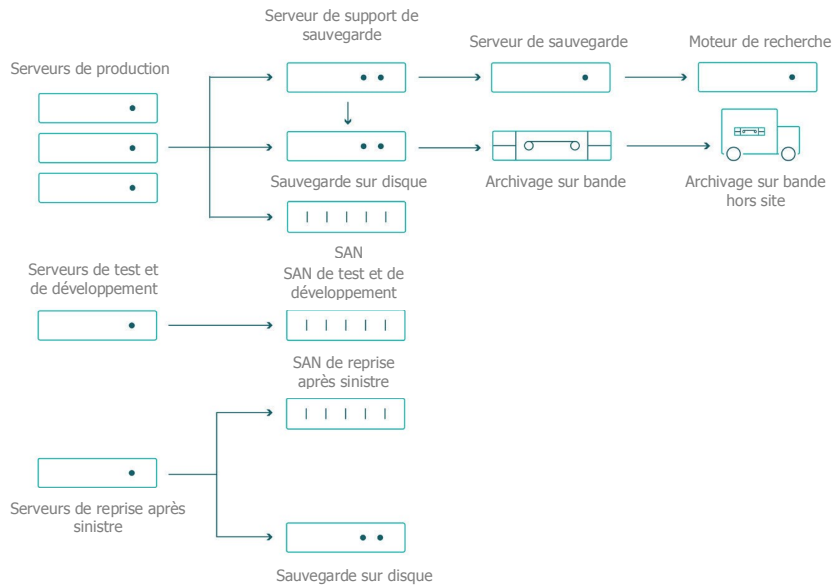 Serveur de support de
sauvegarde
Serveur de sauvegarde
Moteur de recherche
Serveurs de production
Sauvegarde sur disque
Archivage sur bande
Archivage sur bande
hors site
SAN
Serveurs de test et
de développement
SAN de test et de
développement
SAN de reprise
après sinistre
Serveurs de reprise après
sinistre
Sauvegarde sur disque